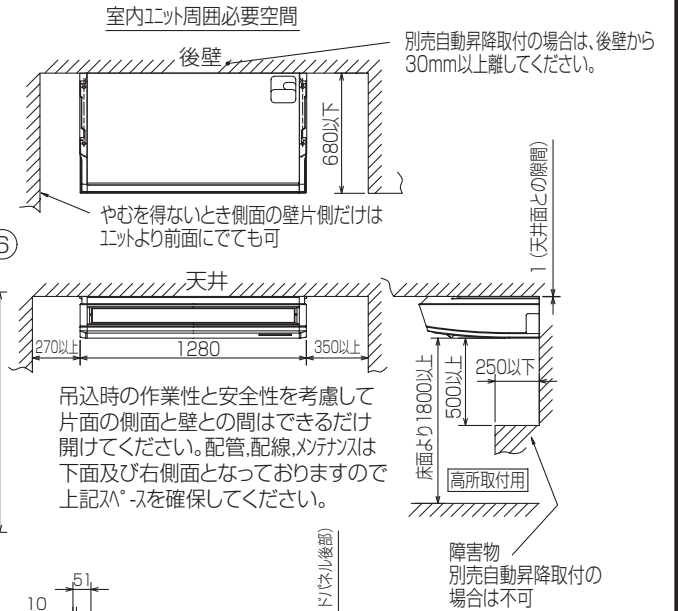 室内ユニット周囲必要空間
後壁
別売自動昇降取付の場合は、後壁から
30mm以上離してください。
680以下
やむを得ないとき側面の壁片側だけは
ユニットより前面にでても可
6
1 (天井面との隙間)
天井
270以上
1280
350以上
250以下
500以上
床面より1800以上
高所取付用
吊込時の作業性と安全性を考慮して
片面の側面と壁との間はできるだけ
開けてください。配管,配線,メンテナンスは
下面及び右側面となっておりますので
上記スペースを確保してください。
障害物
別売自動昇降取付の
場合は不可
51
10
ドパネル後部)